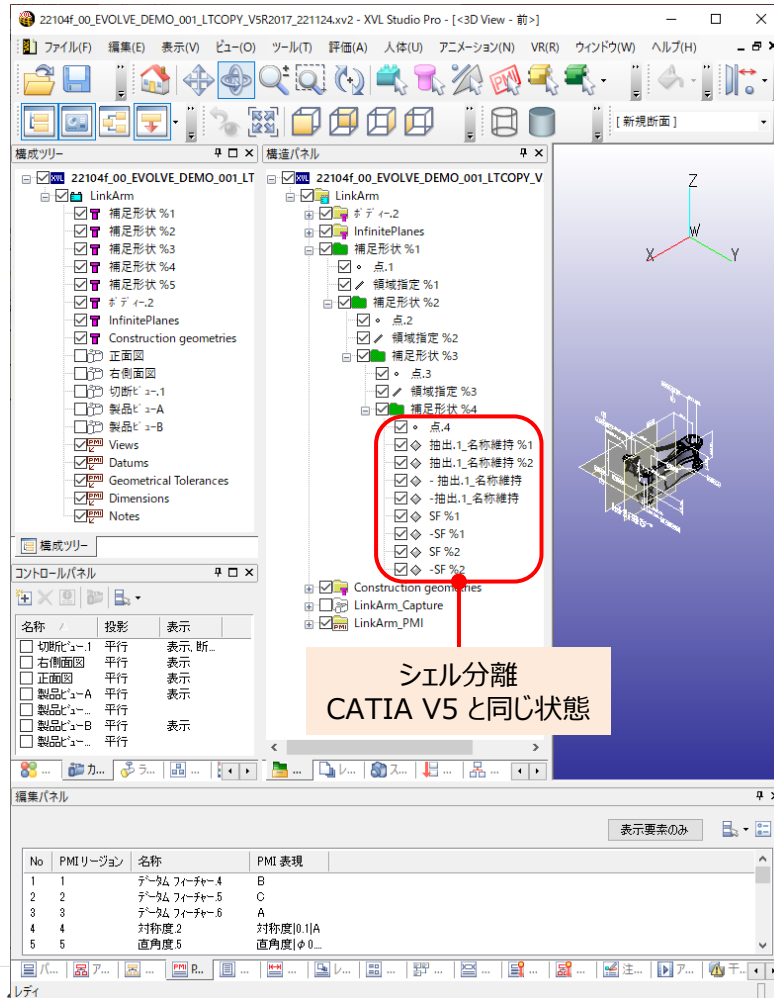 22104f_00_EVOLVE_DEMO_001_LTCOPY_V5R2017_221124.xv2 - XVL Studio Pro - [<3D View - 前>]
ファイル(F) 編集(E) 表示(V) ビュー(O) ツール(T) 評価(A) 人体(U) アニメーション(N) VR(R) ウィンドウ(W) ヘルプ(H)
[ 新規断面 ]
構成ツリー
22104f_00_EVOLVE_DEMO_001_LT
LinkArm
補足形状 %1
補足形状 %2
補足形状 %3
補足形状 %4
補足形状 %5
ボディー.2
InfinitePlanes
Construction geometries
正面図
右側面図
切断ビュー.1
製品ビューA
製品ビューB
Views
Datums
Geometrical Tolerances
Dimensions
Notes
構成ツリー
構造パネル
22104f_00_EVOLVE_DEMO_001_LTCOPY_V
LinkArm
ボディー.2
InfinitePlanes
補足形状 %1
点.1
領域指定 %1
補足形状 %2
点.2
領域指定 %2
補足形状 %3
点.3
領域指定 %3
補足形状 %4
点.4
抽出.1_名称維持 %1
抽出.1_名称維持 %2
- 抽出.1_名称維持
-抽出.1_名称維持
SF %1
-SF %1
SF %2
-SF %2
Construction geometries
LinkArm_Capture
LinkArm_PMI
Z
W
X
Y
シェル分離
CATIA V5 と同じ状態
コントロールパネル
名称 投影 表示
切断ビュー.1 平行 表示, 断...
右側面図 平行 表示
正面図 平行 表示
製品ビューA 平行 表示
製品ビュー... 平行
製品ビューB 平行 表示
製品ビュー... 平行
... カ... ラ... ...
... レ... ス... ... ...
編集パネル
表示要素のみ
No PMIリージョン 名称 PMI 表現
1 1 データム フィーチャー.4 B
2 2 データム フィーチャー.5 C
3 3 データム フィーチャー.6 A
4 4 対称度.2 対称度|0.1|A
5 5 直角度.5 直角度|φ0...
パ... ア... ... P... ... ... レ... ... ... ... ... ... 注... ア... 干...
レディ